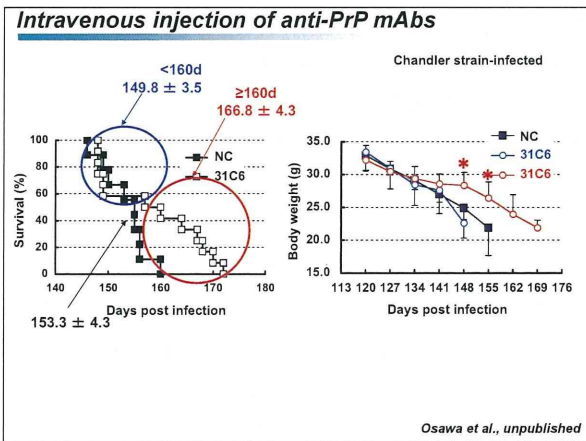 Intravenous injection of anti-PrP mAbs
<160d
149.8 ± 3.5
≥160d
166.8 ± 4.3
Chandler strain-infected
NC
31C6
Survival (%)
100
80
60
40
20
0
140 150 160 170 180
Days post infection
153.3 ± 4.3
NC
31C6
31C6
Body weight (g)
35.0
30.0
25.0
20.0
15.0
* *
113 120 127 134 141 148 155 162 169 176
Days post infection
Osawa et al., unpublished